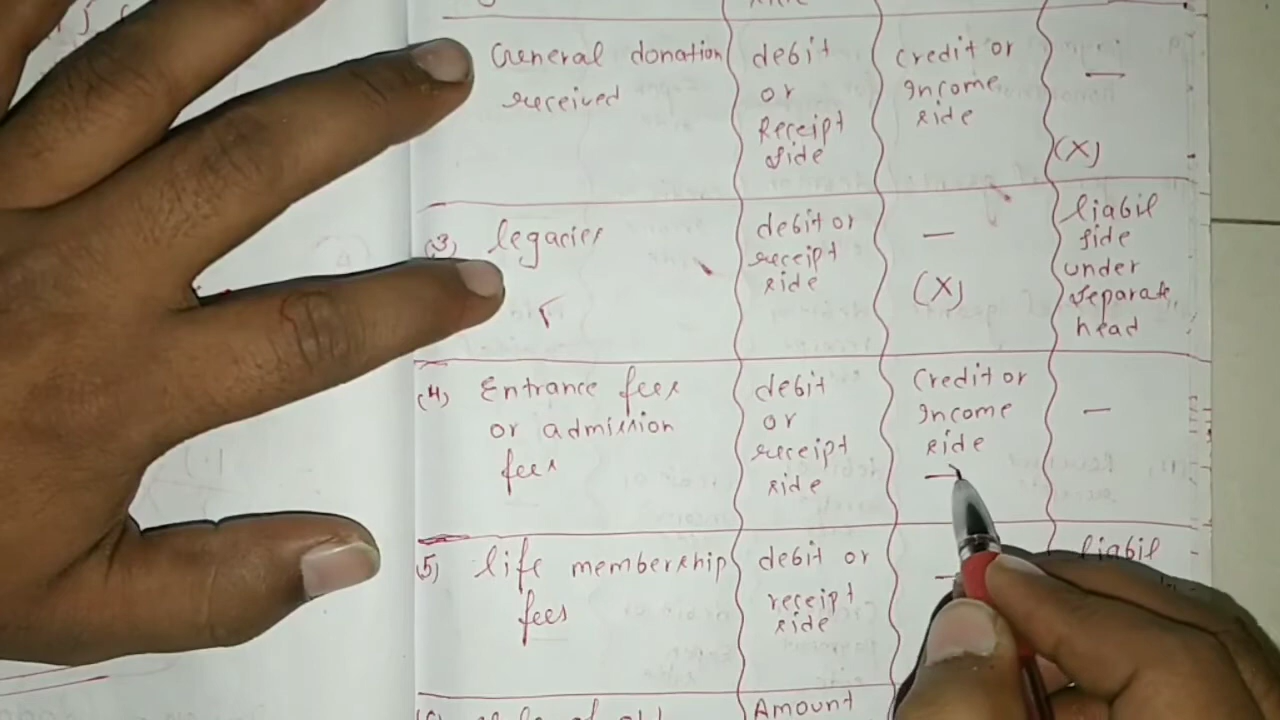 General donation
received
debit
or
Receipt
side
credit or
Income
side
—
(X)
(3) legacies
debit or
receipt
side
—
(X)
liabil
side
under
separate
head
(4) Entrance fees
or admission
fees
debit
or
receipt
side
Credit or
Income
side
—
(5) life membership
fees
debit or
receipt
side
liabil
Amount